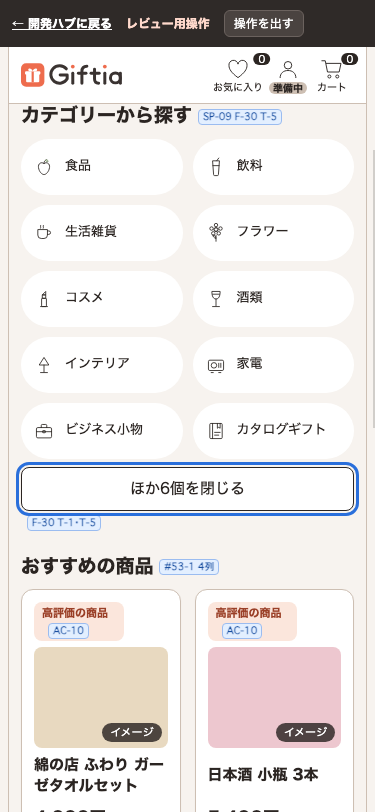 ← 開発ハブに戻る レビュー用操作 操作を出す
Giftia
0 0
お気に入り 準備中 カート
カテゴリーから探す SP-09 F-30 T-5
食品 飲料
生活雑貨 フラワー
コスメ 酒類
インテリア 家電
ビジネス小物 カタログギフト
ほか6個を閉じる
F-30 T-1・T-5
おすすめの商品 #53-1 4列
高評価の商品 高評価の商品
AC-10 AC-10
イメージ イメージ
綿の店 ふわり ガー
ゼタオルセット
日本酒 小瓶 3本